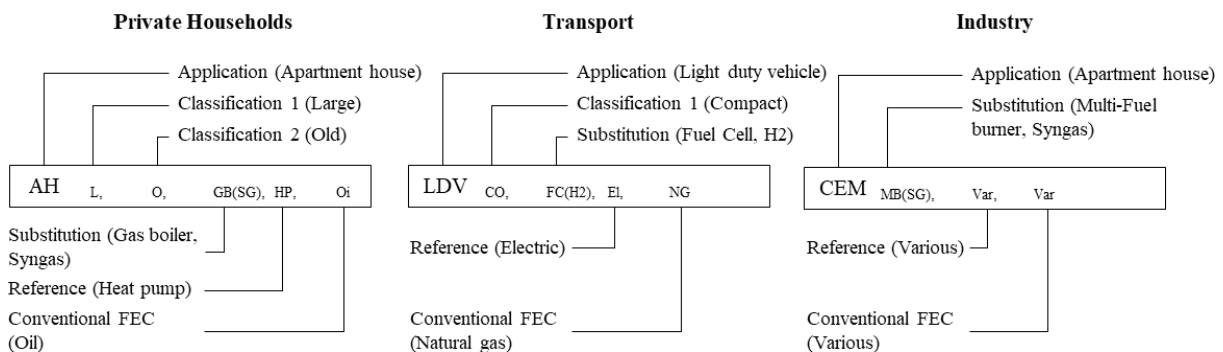 Private Households
Application (Apartment house)
Classification 1 (Large)
Classification 2 (Old)
AH L, O, GB(SG), HP, Oi
Substitution (Gas boiler,
Syngas)
Reference (Heat pump)
Conventional FEC
(Oil)
Transport
Application (Light duty vehicle)
Classification 1 (Compact)
Substitution (Fuel Cell, H2)
LDV CO, FC(H2), El, NG
Reference (Electric)
Conventional FEC
(Natural gas)
Industry
Application (Apartment house)
Substitution (Multi-Fuel
burner, Syngas)
CEM MB(SG), Var, Var
Reference (Various)
Conventional FEC
(Various)